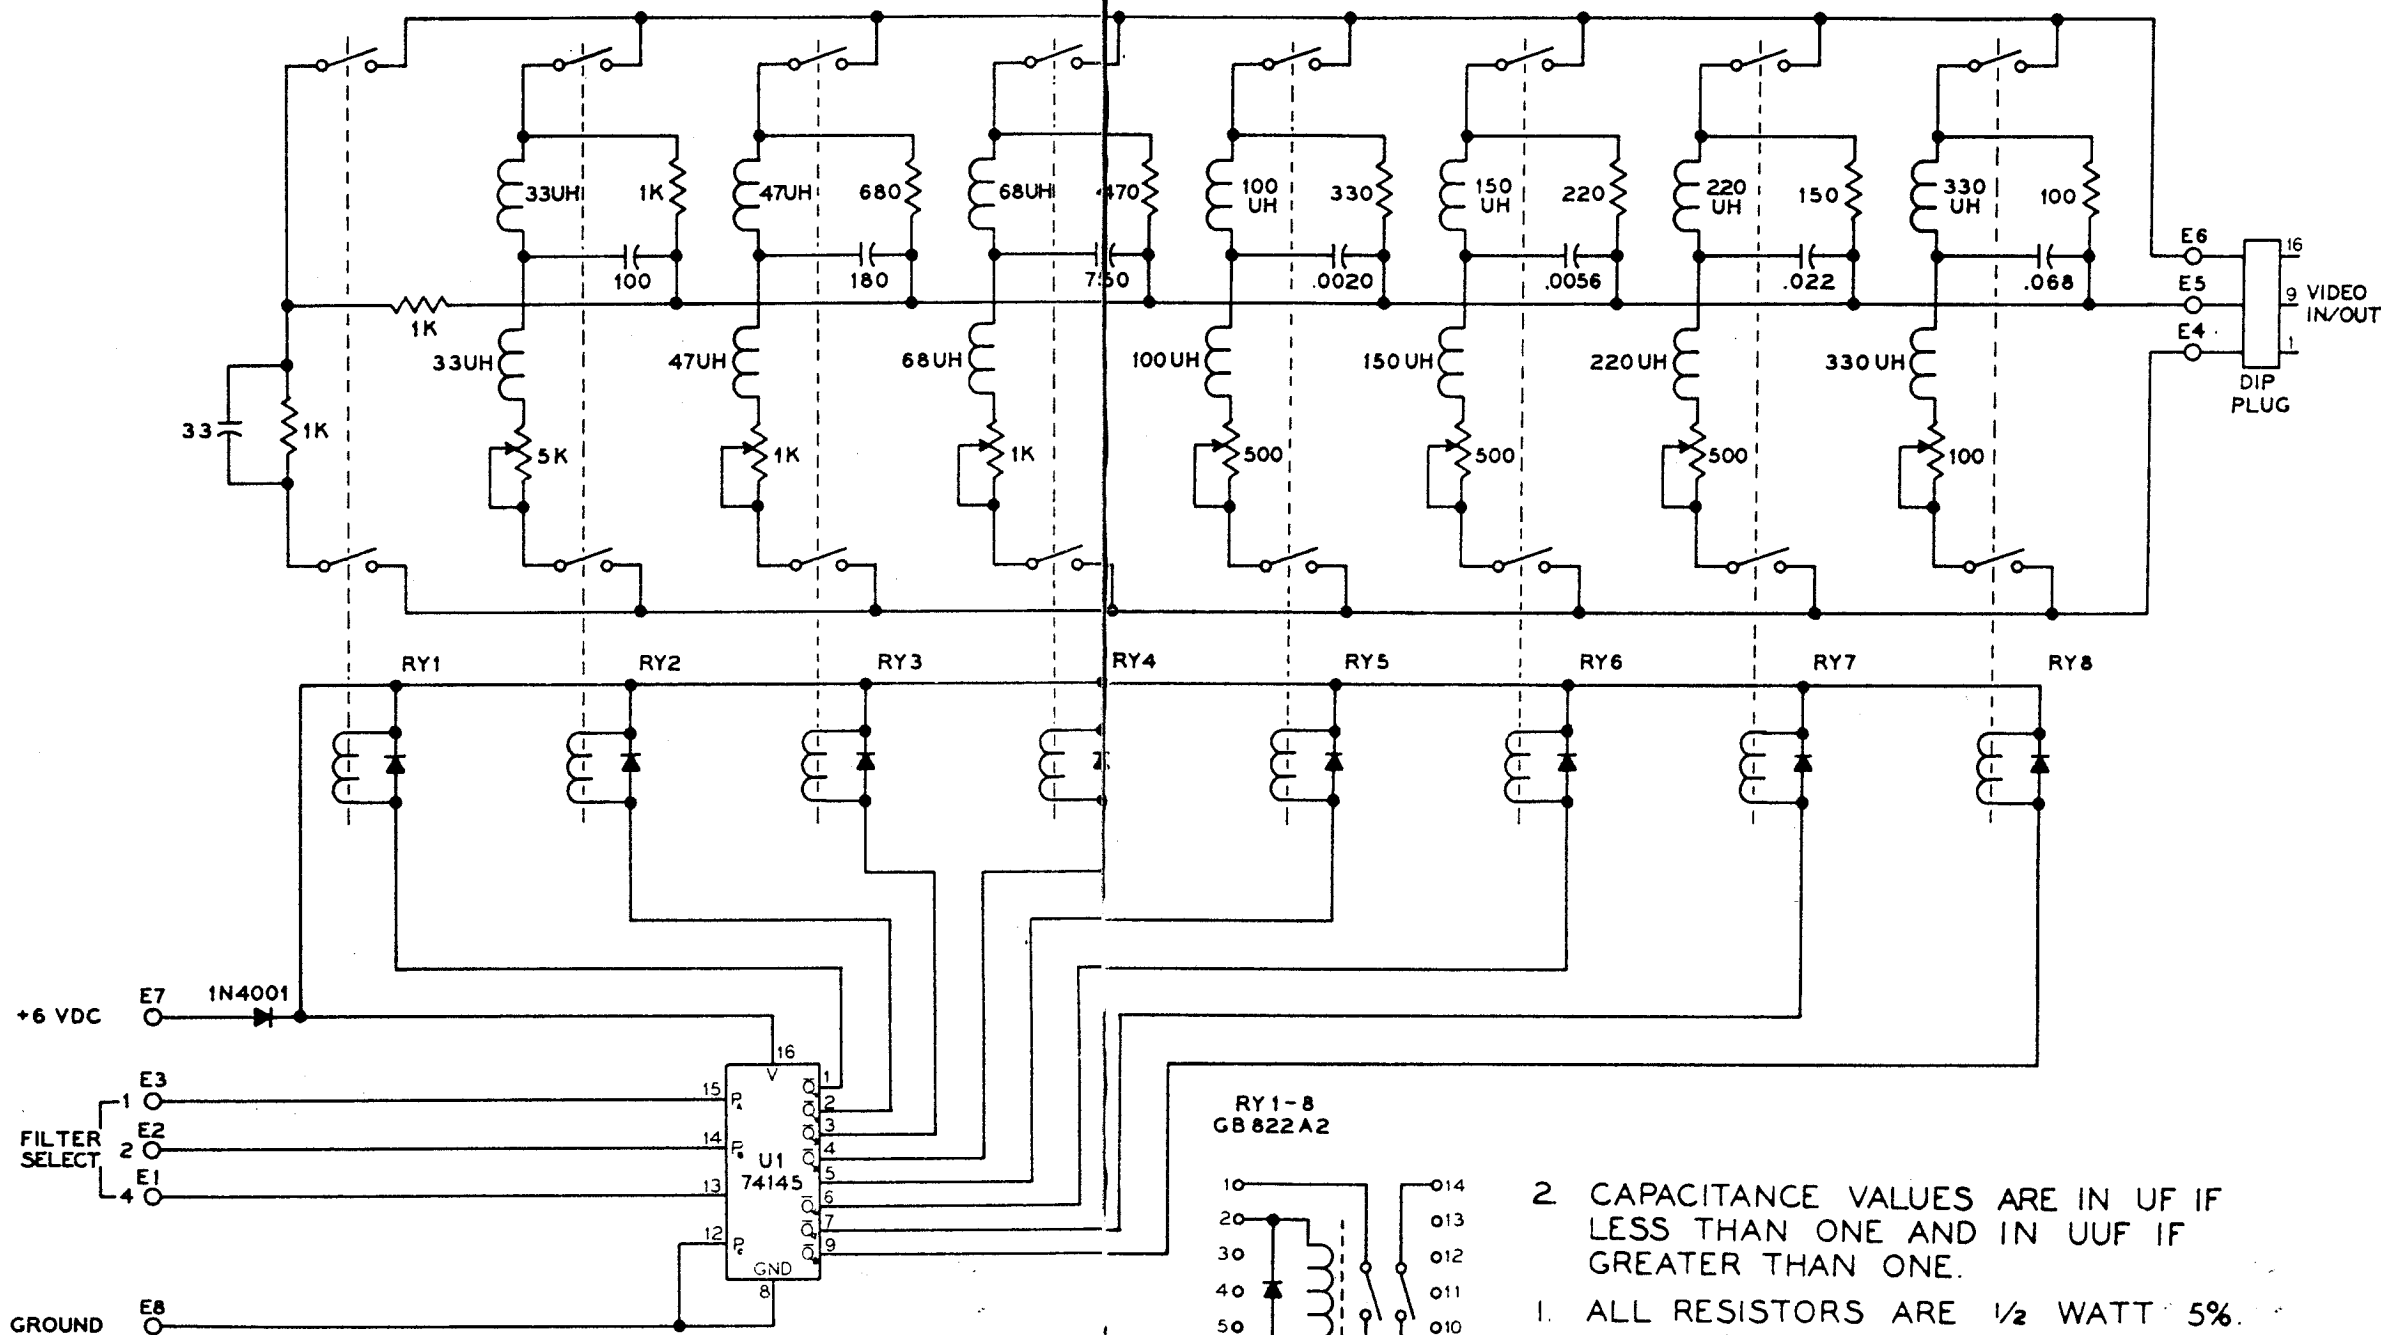 33UH 1K 47UH 680 68UH 470 100 UH 330 150 UH 220 220 UH 150 330 UH 100
100 180 750 .0020 .0056 .022 .068
E6 16
E5 9 VIDEO IN/OUT
E4 1
DIP
PLUG
1K
33UH 47UH 68UH 100UH 150UH 220UH 330UH
33 1K 5K 1K 1K 500 500 500 100
RY1 RY2 RY3 RY4 RY5 RY6 RY7 RY8
+6 VDC E7 1N4001
16
V
FILTER
SELECT
1 E3 15 P_A
2 E2 14 P_B
4 E1 13
12
U1
74145
Q̅ 1
Q̅ 2
Q̅ 3
Q̅ 4
Q̅ 5
Q̅ 6
Q̅ 7
Q̅ 9
GND
8
GROUND E8
RY 1-8
GB 822A2
1 14
2 13
3 12
4 11
5 10
2. CAPACITANCE VALUES ARE IN UF IF
LESS THAN ONE AND IN UUF IF
GREATER THAN ONE.
1. ALL RESISTORS ARE 1/2 WATT 5%.